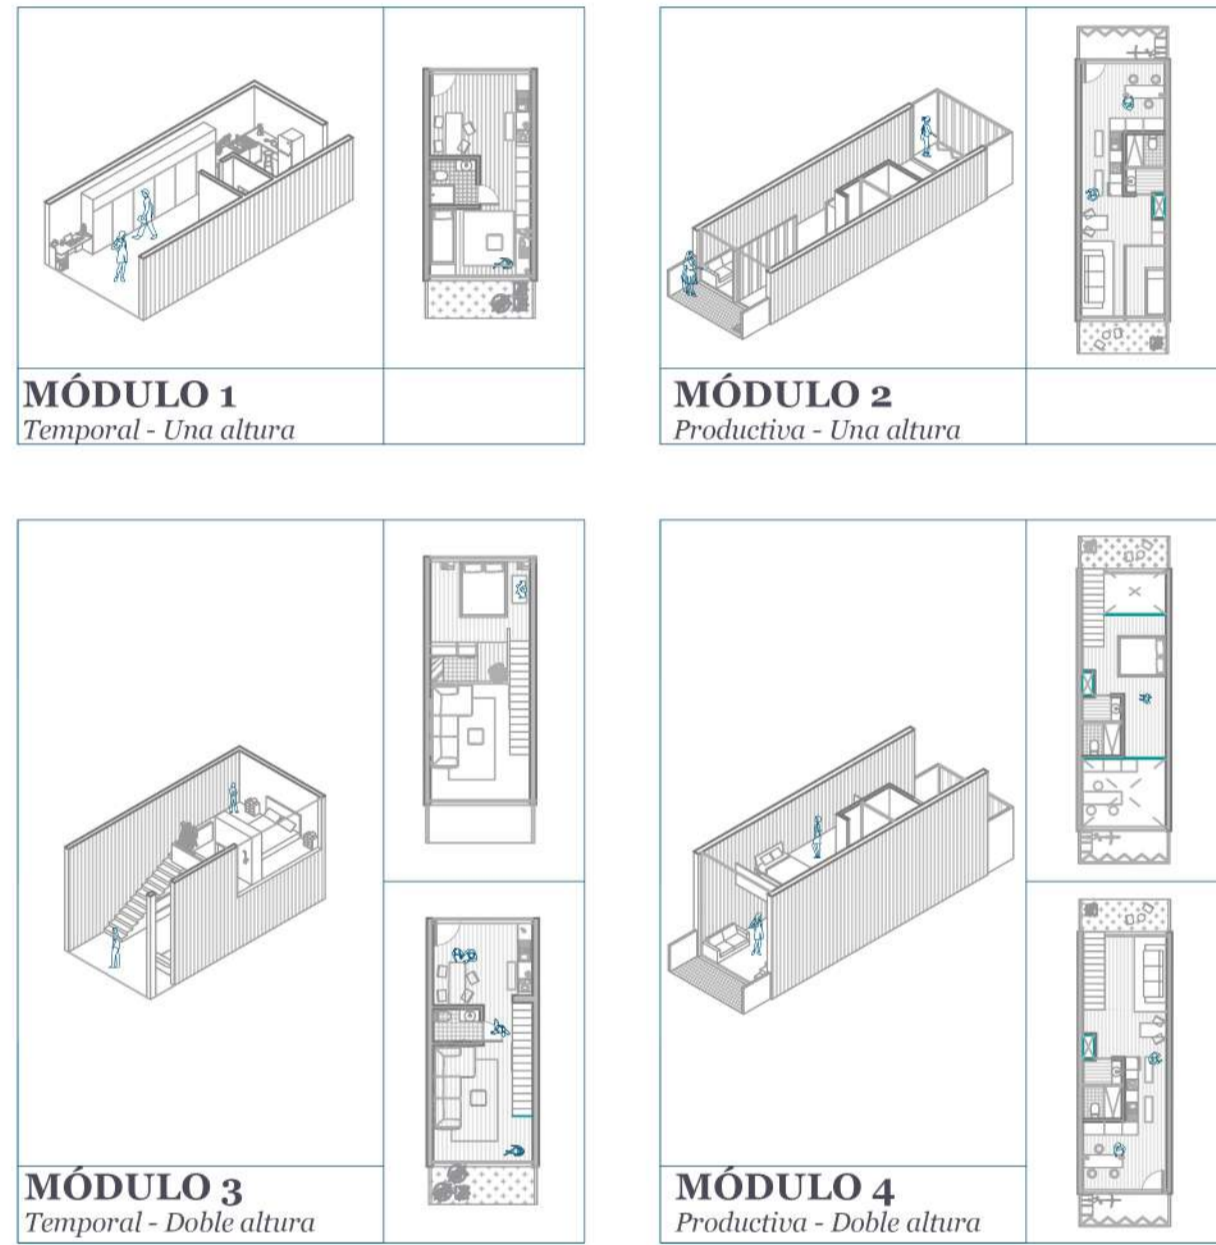 MÓDULO 1
Temporal - Una altura
MÓDULO 2
Productiva - Una altura
MÓDULO 3
Temporal - Doble altura
MÓDULO 4
Productiva - Doble altura